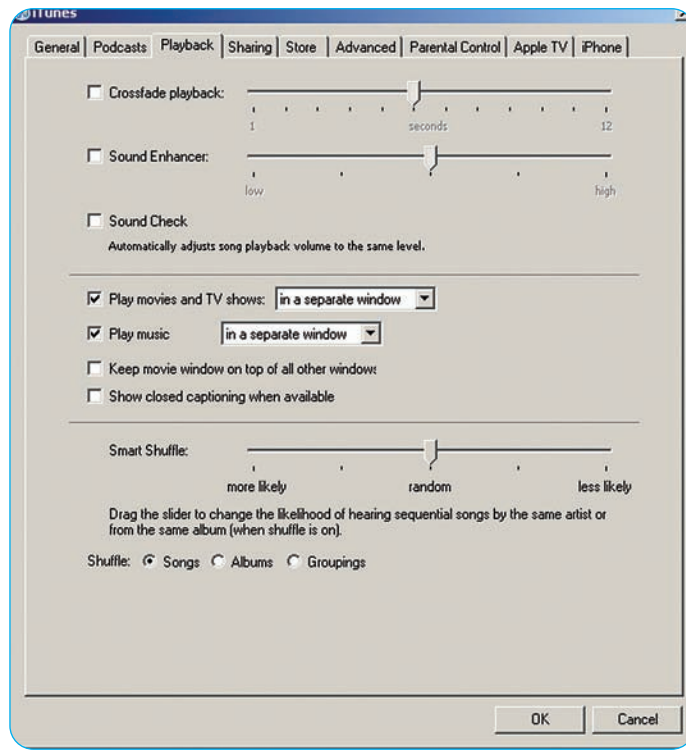 iTunes
General Podcasts Playback Sharing Store Advanced Parental Control Apple TV iPhone
Crossfade playback:
1 seconds 12
Sound Enhancer:
low high
Sound Check
Automatically adjusts song playback volume to the same level.
Play movies and TV shows: in a separate window
Play music in a separate window
Keep movie window on top of all other windows
Show closed captioning when available
Smart Shuffle:
more likely random less likely
Drag the slider to change the likelihood of hearing sequential songs by the same artist or
from the same album (when shuffle is on).
Shuffle: Songs Albums Groupings
OK Cancel